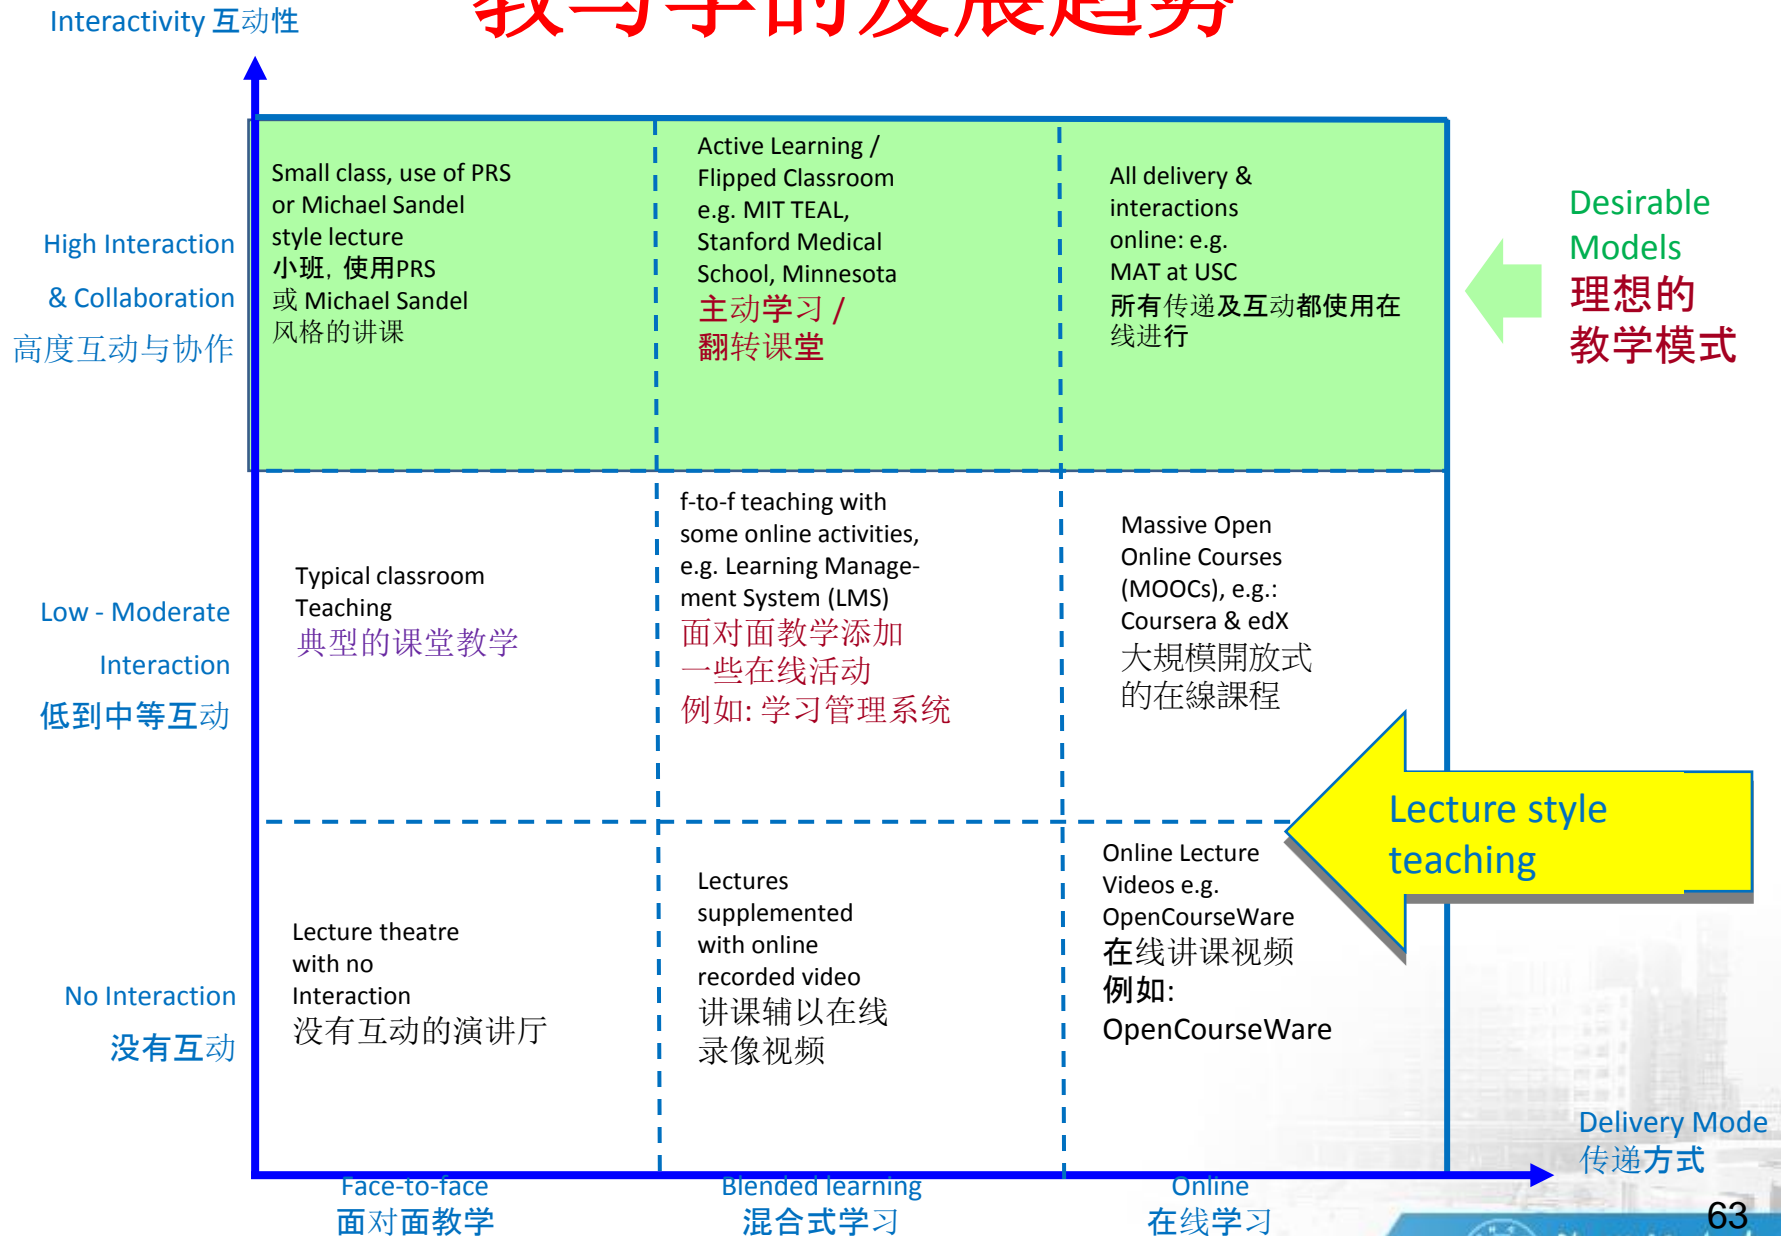 教与学的发展趋势
Interactivity 互动性
High Interaction
& Collaboration
高度互动与协作
Small class, use of PRS
or Michael Sandel
style lecture
小班，使用PRS
或 Michael Sandel
风格的讲课
Active Learning /
Flipped Classroom
e.g. MIT TEAL,
Stanford Medical
School, Minnesota
主动学习 /
翻转课堂
All delivery &
interactions
online: e.g.
MAT at USC
所有传递及互动都使用在
线进行
Desirable
Models
理想的
教学模式
Low - Moderate
Interaction
低到中等互动
Typical classroom
Teaching
典型的课堂教学
f-to-f teaching with
some online activities,
e.g. Learning Manage-
ment System (LMS)
面对面教学添加
一些在线活动
例如: 学习管理系统
Massive Open
Online Courses
(MOOCs), e.g.:
Coursera & edX
大規模開放式
的在線課程
Lecture style
teaching
No Interaction
没有互动
Lecture theatre
with no
Interaction
没有互动的演讲厅
Lectures
supplemented
with online
recorded video
讲课辅以在线
录像视频
Online Lecture
Videos e.g.
OpenCourseWare
在线讲课视频
例如:
OpenCourseWare
Delivery Mode
传递方式
Face-to-face
面对面教学
Blended learning
混合式学习
Online
在线学习
63